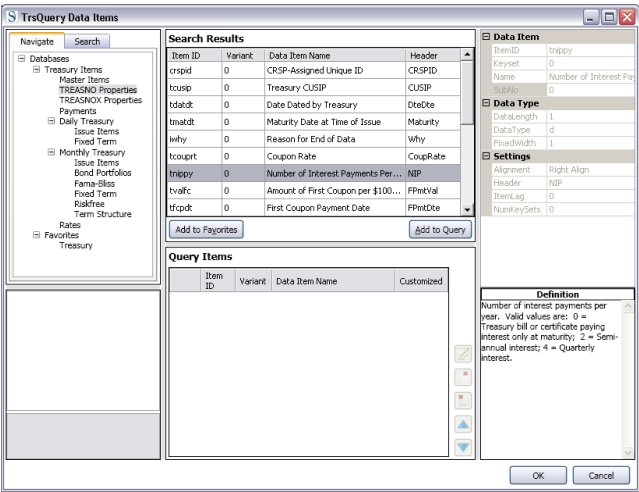 TrsQuery Data Items
Navigate Search
Databases
Treasury Items
Master Items
TREASNO Properties
TREASNOX Properties
Payments
Daily Treasury
Issue Items
Fixed Term
Monthly Treasury
Issue Items
Bond Portfolios
Fama-Bliss
Fixed Term
Riskfree
Term Structure
Rates
Favorites
Treasury
Search Results
Item ID Variant Data Item Name Header
crspid 0 CRSP-Assigned Unique ID CRSPID
tcusip 0 Treasury CUSIP CUSIP
tdatdt 0 Date Dated by Treasury DteDte
tmatdt 0 Maturity Date at Time of Issue Maturity
iwhy 0 Reason for End of Data Why
tcouprt 0 Coupon Rate CoupRate
tnippy 0 Number of Interest Payments Per... NIP
tvalfc 0 Amount of First Coupon per $100... FPmtVal
tfcpdt 0 First Coupon Payment Date FPmtDte
Add to Favorites Add to Query
Query Items
Item ID Variant Data Item Name Customized
Data Item
ItemID tnippy
Keyset 0
Name Number of Interest Pay
SubNo 0
Data Type
DataLength 1
DataType d
FixedWidth 1
Settings
Alignment Right Align
Header NIP
ItemLag 0
NumKeySets 0
Definition
Number of interest payments per
year. Valid values are: 0 =
Treasury bill or certificate paying
interest only at maturity; 2 = Semi-
annual interest; 4 = Quarterly
interest.
OK Cancel